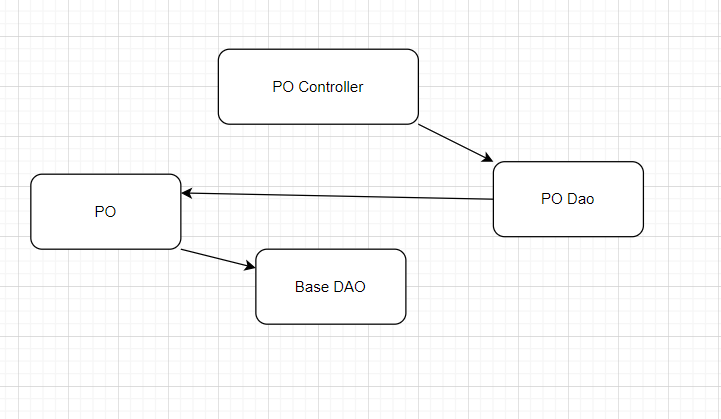 PO Controller
PO Dao
PO
Base DAO